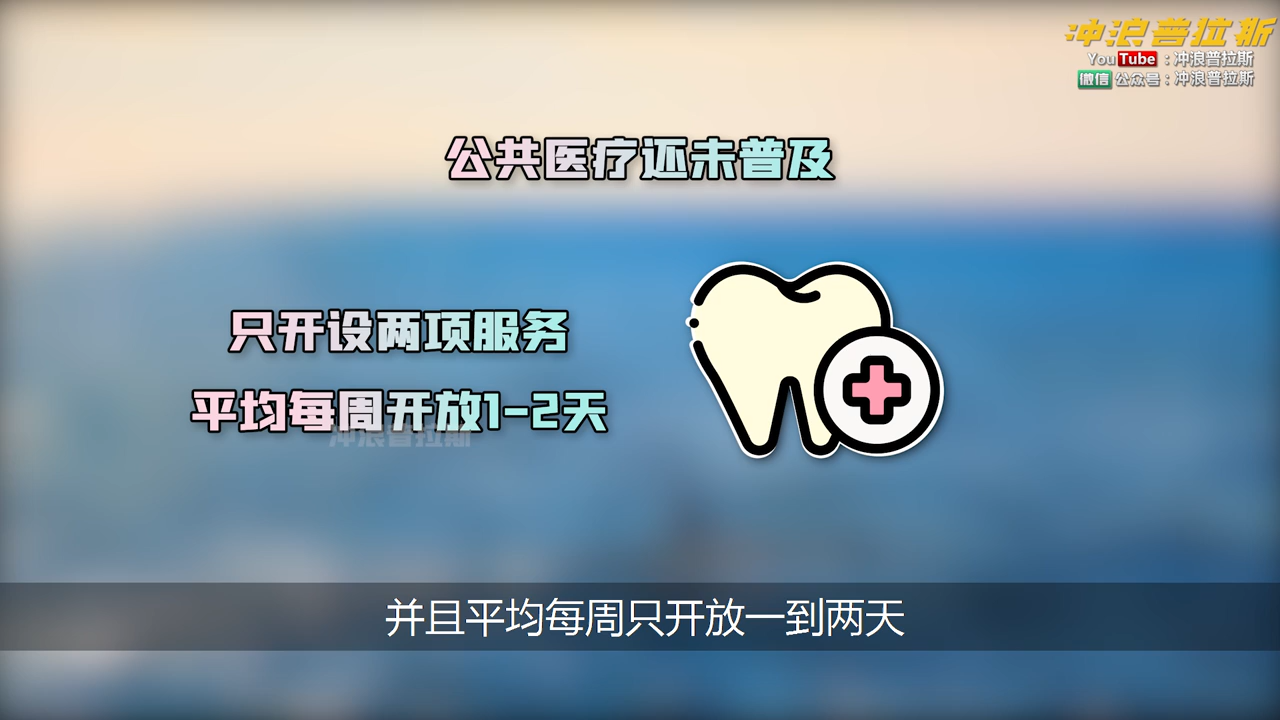 冲浪普拉斯
YouTube：冲浪普拉斯
微信公众号：冲浪普拉斯
公共医疗还未普及
只开设两项服务
平均每周开放1-2天
冲浪普拉斯
并且平均每周只开放一到两天